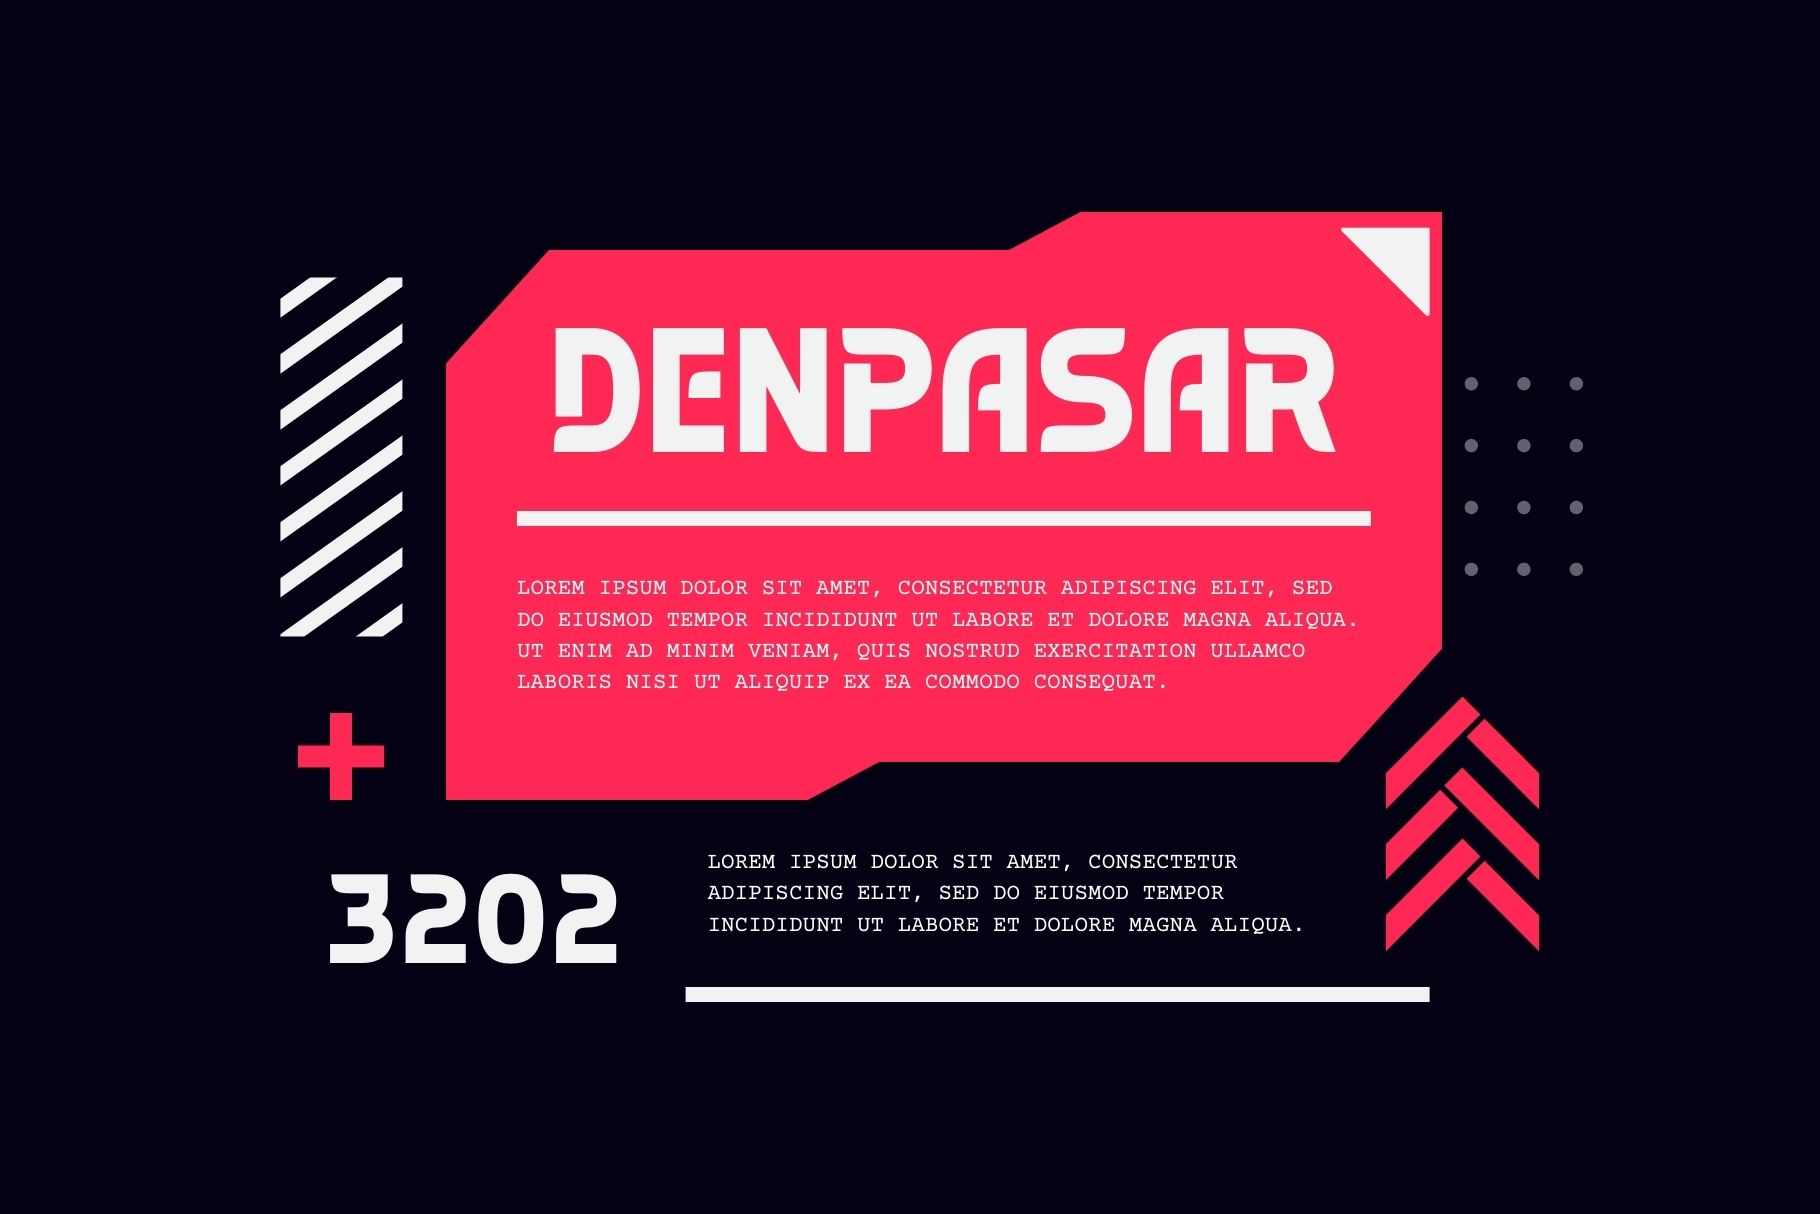 DENPASAR
LOREM IPSUM DOLOR SIT AMET, CONSECTETUR ADIPISCING ELIT, SED
DO EIUSMOD TEMPOR INCIDIDUNT UT LABORE ET DOLORE MAGNA ALIQUA.
UT ENIM AD MINIM VENIAM, QUIS NOSTRUD EXERCITATION ULLAMCO
LABORIS NISI UT ALIQUIP EX EA COMMODO CONSEQUAT.
3202
LOREM IPSUM DOLOR SIT AMET, CONSECTETUR
ADIPISCING ELIT, SED DO EIUSMOD TEMPOR
INCIDIDUNT UT LABORE ET DOLORE MAGNA ALIQUA.